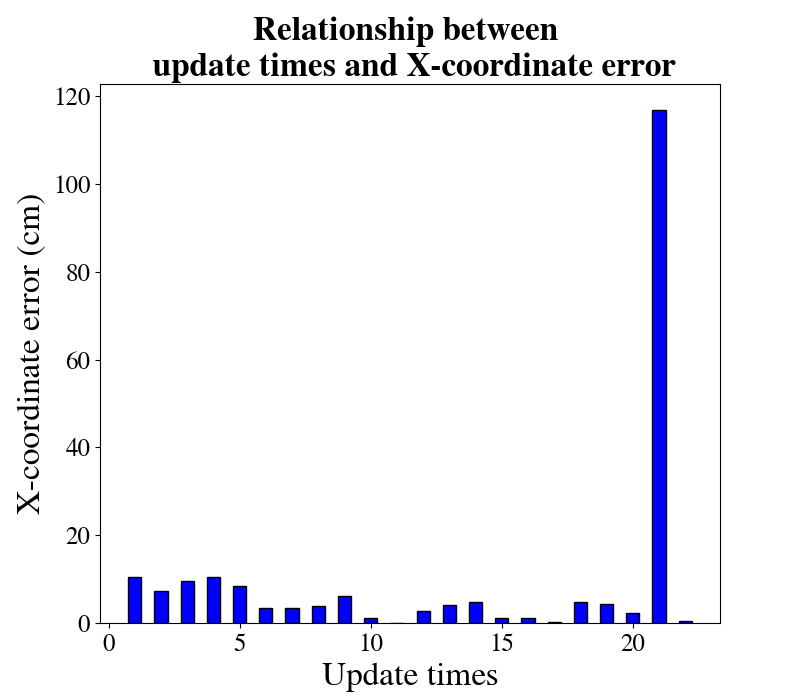 Relationship between
update times and X-coordinate error
120
100
80
60
40
20
0
X-coordinate error (cm)
0 5 10 15 20
Update times